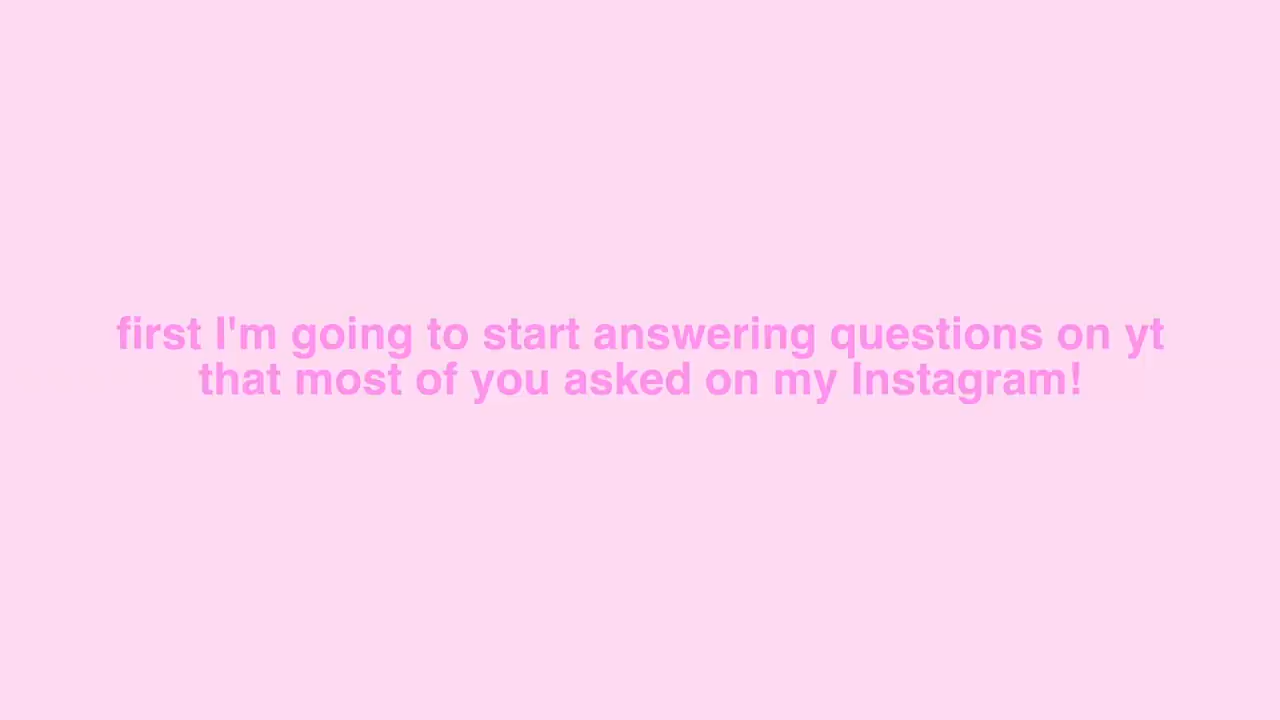 first I'm going to start answering questions on yt
that most of you asked on my Instagram!